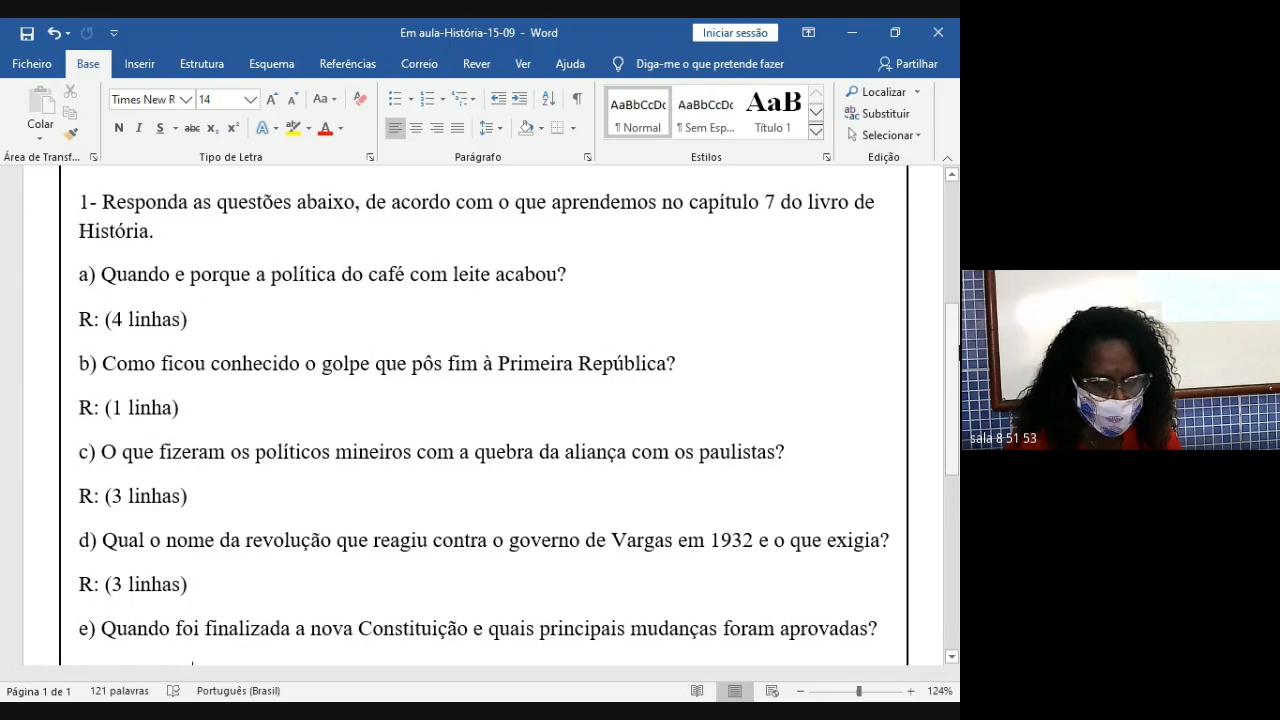 Em aula-História-15-09 - Word
Iniciar sessão
Ficheiro Base Inserir Estrutura Esquema Referências Correio Rever Ver Ajuda Diga-me o que pretende fazer Partilhar
Colar
Times New R 14
Aa
N I S abc x₂ x² A A
AaBbCcDc AaBbCcDc AaB
¶ Normal ¶ Sem Esp... Título 1
Localizar
Substituir
Selecionar
Área de Transf... Tipo de Letra Parágrafo Estilos Edição
1- Responda as questões abaixo, de acordo com o que aprendemos no capítulo 7 do livro de
História.
a) Quando e porque a política do café com leite acabou?
R: (4 linhas)
b) Como ficou conhecido o golpe que pôs fim à Primeira República?
R: (1 linha)
c) O que fizeram os políticos mineiros com a quebra da aliança com os paulistas?
R: (3 linhas)
d) Qual o nome da revolução que reagiu contra o governo de Vargas em 1932 e o que exigia?
R: (3 linhas)
e) Quando foi finalizada a nova Constituição e quais principais mudanças foram aprovadas?
Página 1 de 1 121 palavras Português (Brasil) 124%
sala 8 51 53